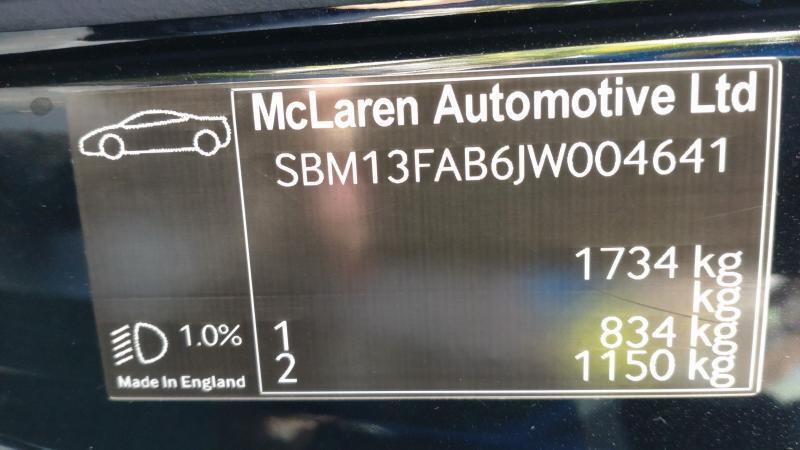 McLaren Automotive Ltd
SBM13FAB6JW004641
1734 kg
kg
1 834 kg
2 1150 kg
1.0%
Made In England